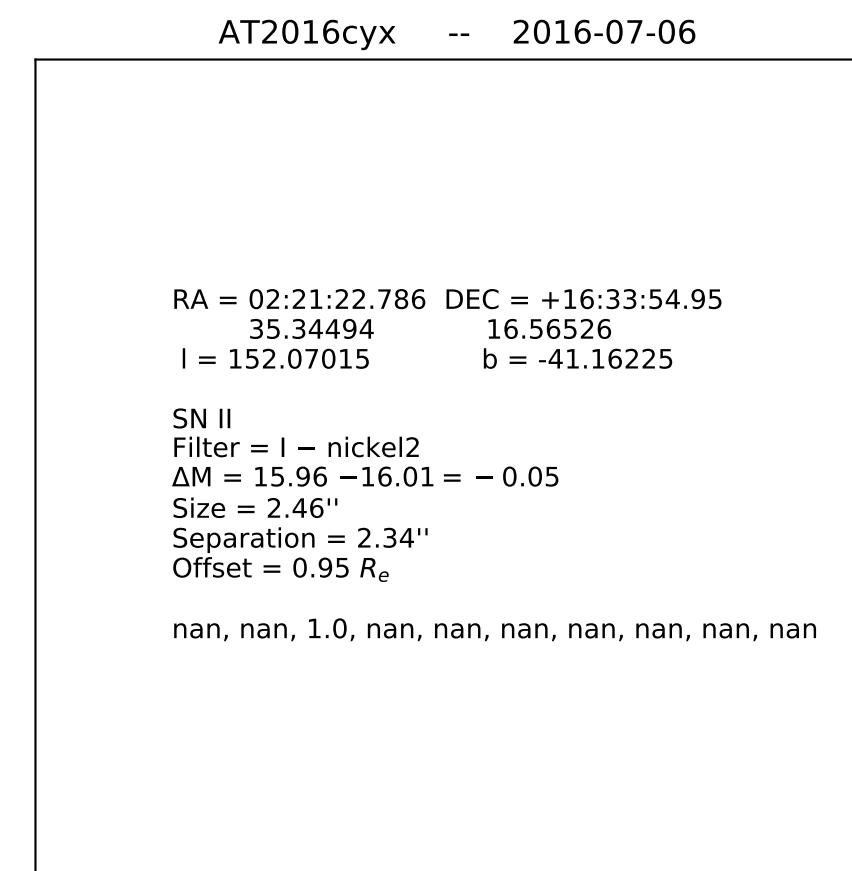 AT2016cyx -- 2016-07-06
RA = 02:21:22.786 DEC = +16:33:54.95
35.34494 16.56526
l = 152.07015 b = -41.16225
SN II
Filter = I − nickel2
ΔM = 15.96 −16.01 = − 0.05
Size = 2.46''
Separation = 2.34''
Offset = 0.95 Rₑ
nan, nan, 1.0, nan, nan, nan, nan, nan, nan, nan